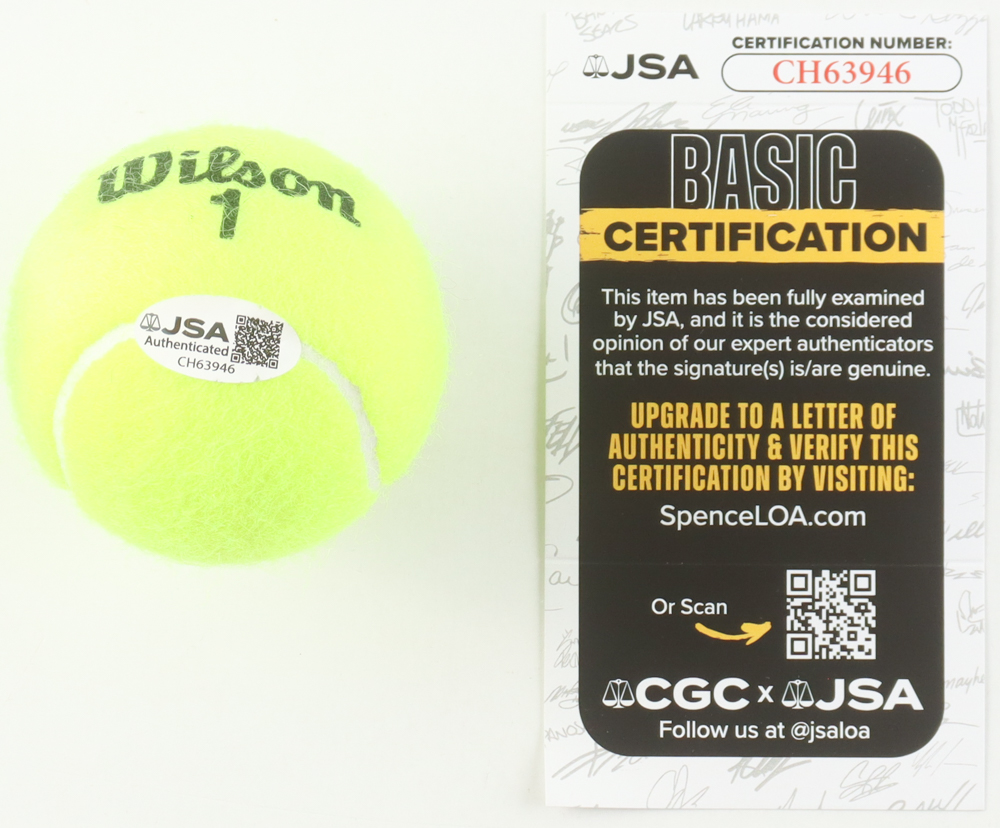 Wilson
1
JSA
Authenticated
CH63946
JSA
CERTIFICATION NUMBER:
CH63946
BASIC
CERTIFICATION
This item has been fully examined
by JSA, and it is the considered
opinion of our expert authenticators
that the signature(s) is/are genuine.
UPGRADE TO A LETTER OF
AUTHENTICITY & VERIFY THIS
CERTIFICATION BY VISITING:
SpenceLOA.com
Or Scan
CGC x JSA
Follow us at @jsaloa